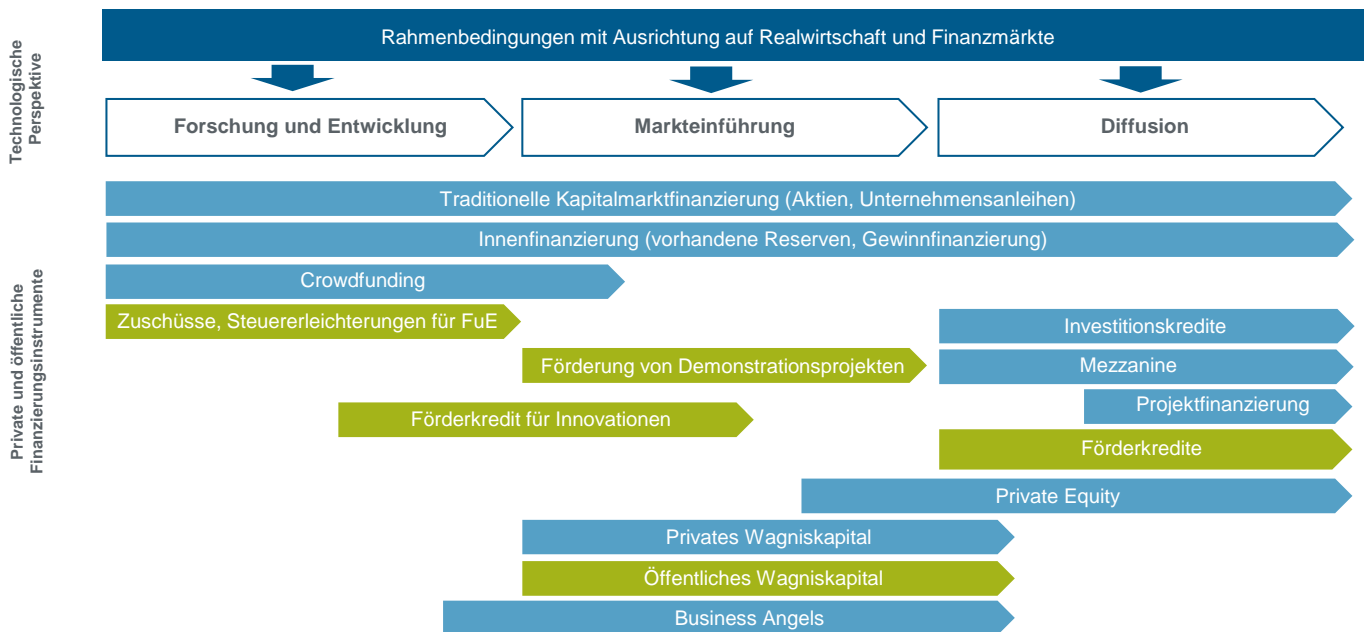 Rahmenbedingungen mit Ausrichtung auf Realwirtschaft und Finanzmärkte
Technologische
Perspektive
Forschung und Entwicklung
Markteinführung
Diffusion
Private und öffentliche
Finanzierungsinstrumente
Traditionelle Kapitalmarktfinanzierung (Aktien, Unternehmensanleihen)
Innenfinanzierung (vorhandene Reserven, Gewinnfinanzierung)
Crowdfunding
Zuschüsse, Steuererleichterungen für FuE
Investitionskredite
Förderung von Demonstrationsprojekten
Mezzanine
Projektfinanzierung
Förderkredit für Innovationen
Förderkredite
Private Equity
Privates Wagniskapital
Öffentliches Wagniskapital
Business Angels